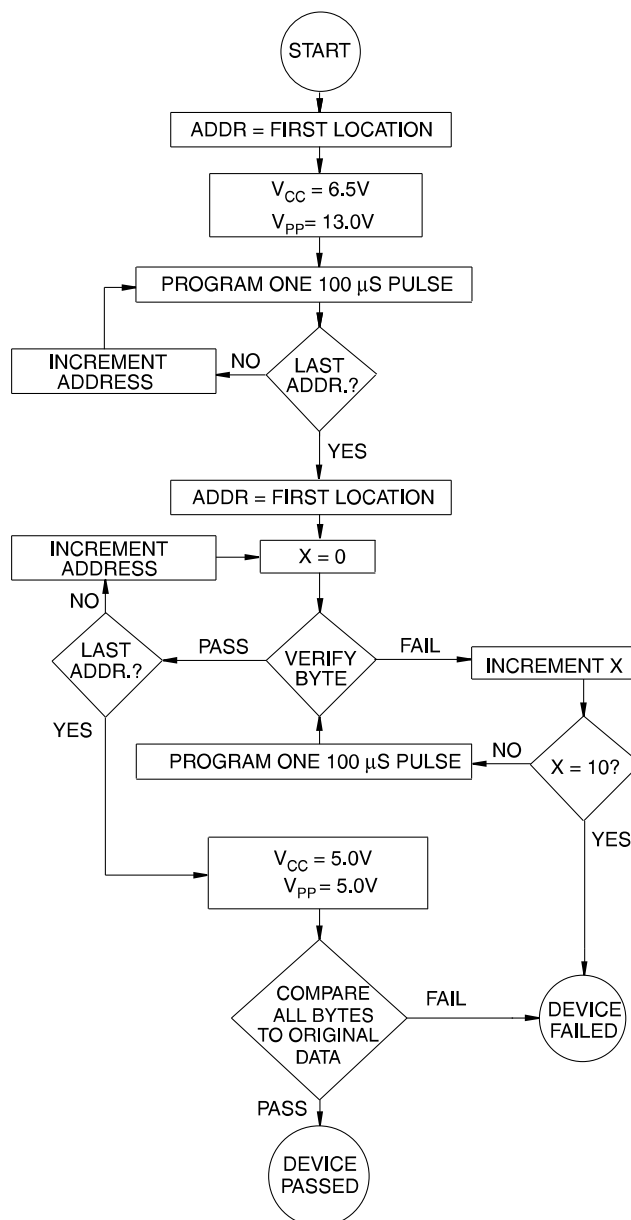 START
ADDR = FIRST LOCATION
VCC = 6.5V
VPP= 13.0V
PROGRAM ONE 100 µS PULSE
INCREMENT
ADDRESS
NO
LAST
ADDR.?
YES
ADDR = FIRST LOCATION
INCREMENT
ADDRESS
X = 0
NO
LAST
ADDR.?
PASS
VERIFY
BYTE
FAIL
INCREMENT X
YES
PROGRAM ONE 100 µS PULSE
NO
X = 10?
YES
VCC = 5.0V
VPP = 5.0V
COMPARE
ALL BYTES
TO ORIGINAL
DATA
FAIL
DEVICE
FAILED
PASS
DEVICE
PASSED